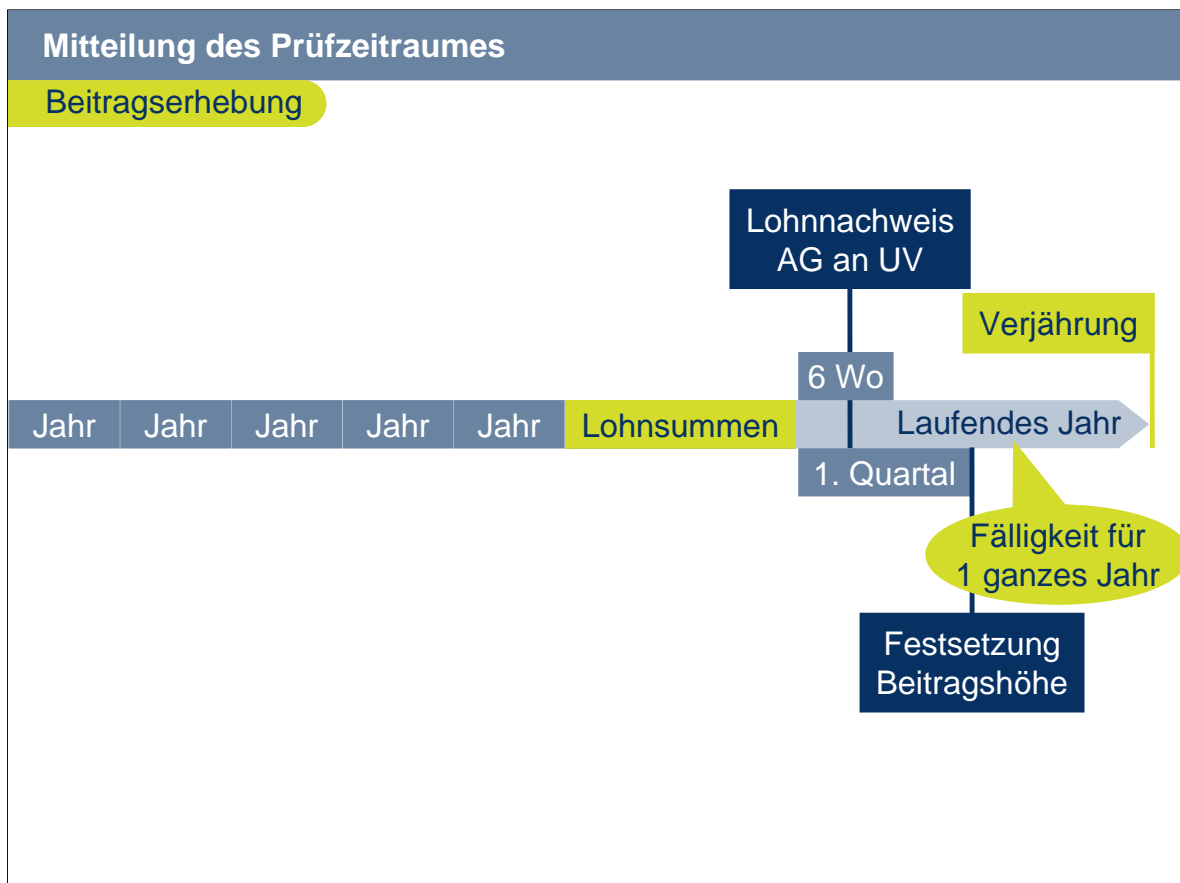 Mitteilung des Prüfzeitraumes
Beitragserhebung
Lohnnachweis
AG an UV
Verjährung
6 Wo
Jahr Jahr Jahr Jahr Jahr Lohnsummen Laufendes Jahr
1. Quartal
Fälligkeit für
1 ganzes Jahr
Festsetzung
Beitragshöhe